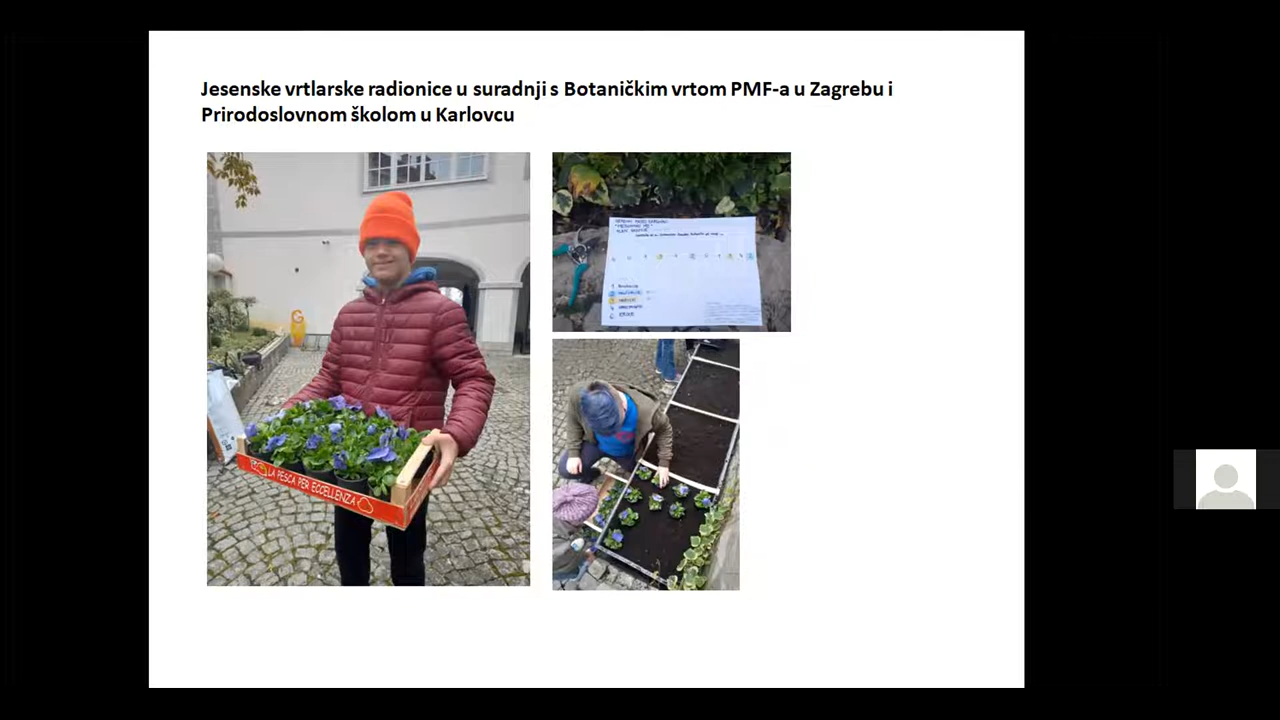 Jesenske vrtlarske radionice u suradnji s Botaničkim vrtom PMF-a u Zagrebu i
Prirodoslovnom školom u Karlovcu
LA PESCA PER ECCELLENZA